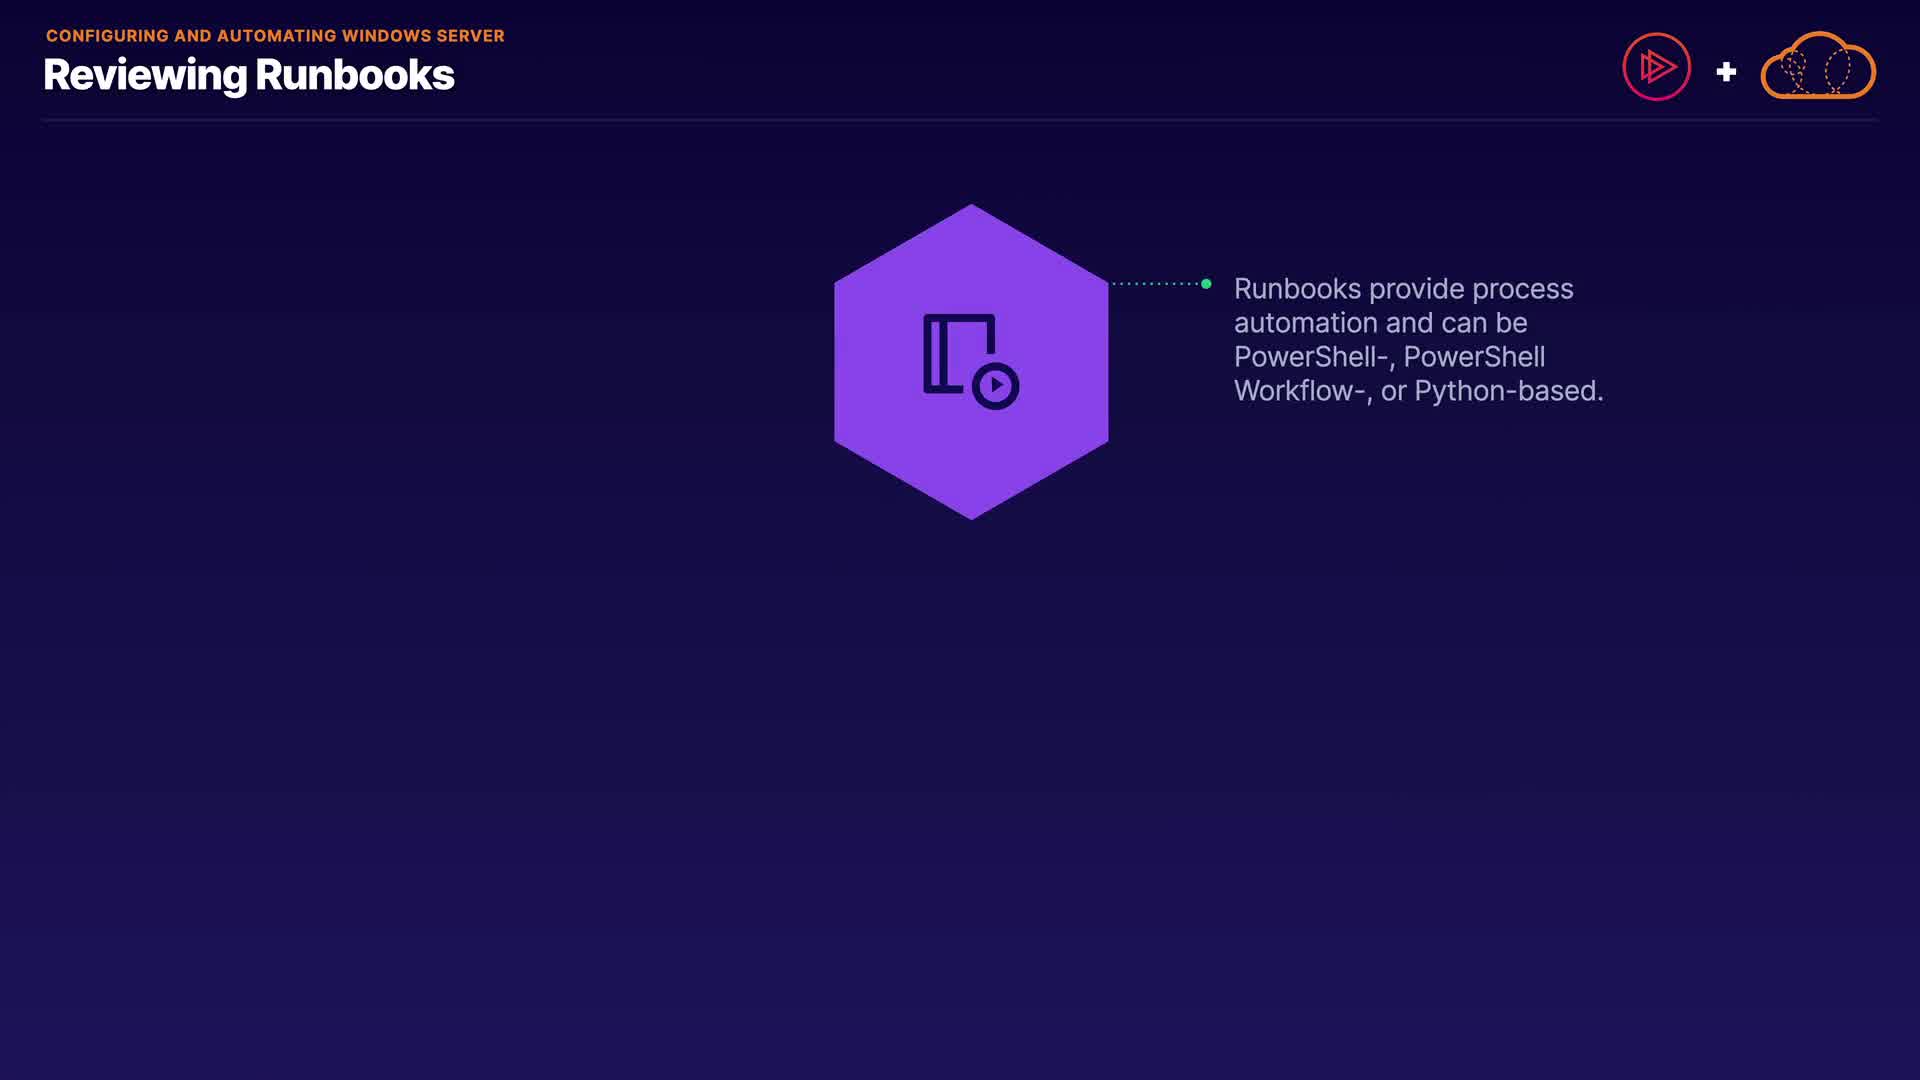 CONFIGURING AND AUTOMATING WINDOWS SERVER
Reviewing Runbooks
Runbooks provide process
automation and can be
PowerShell-, PowerShell
Workflow-, or Python-based.